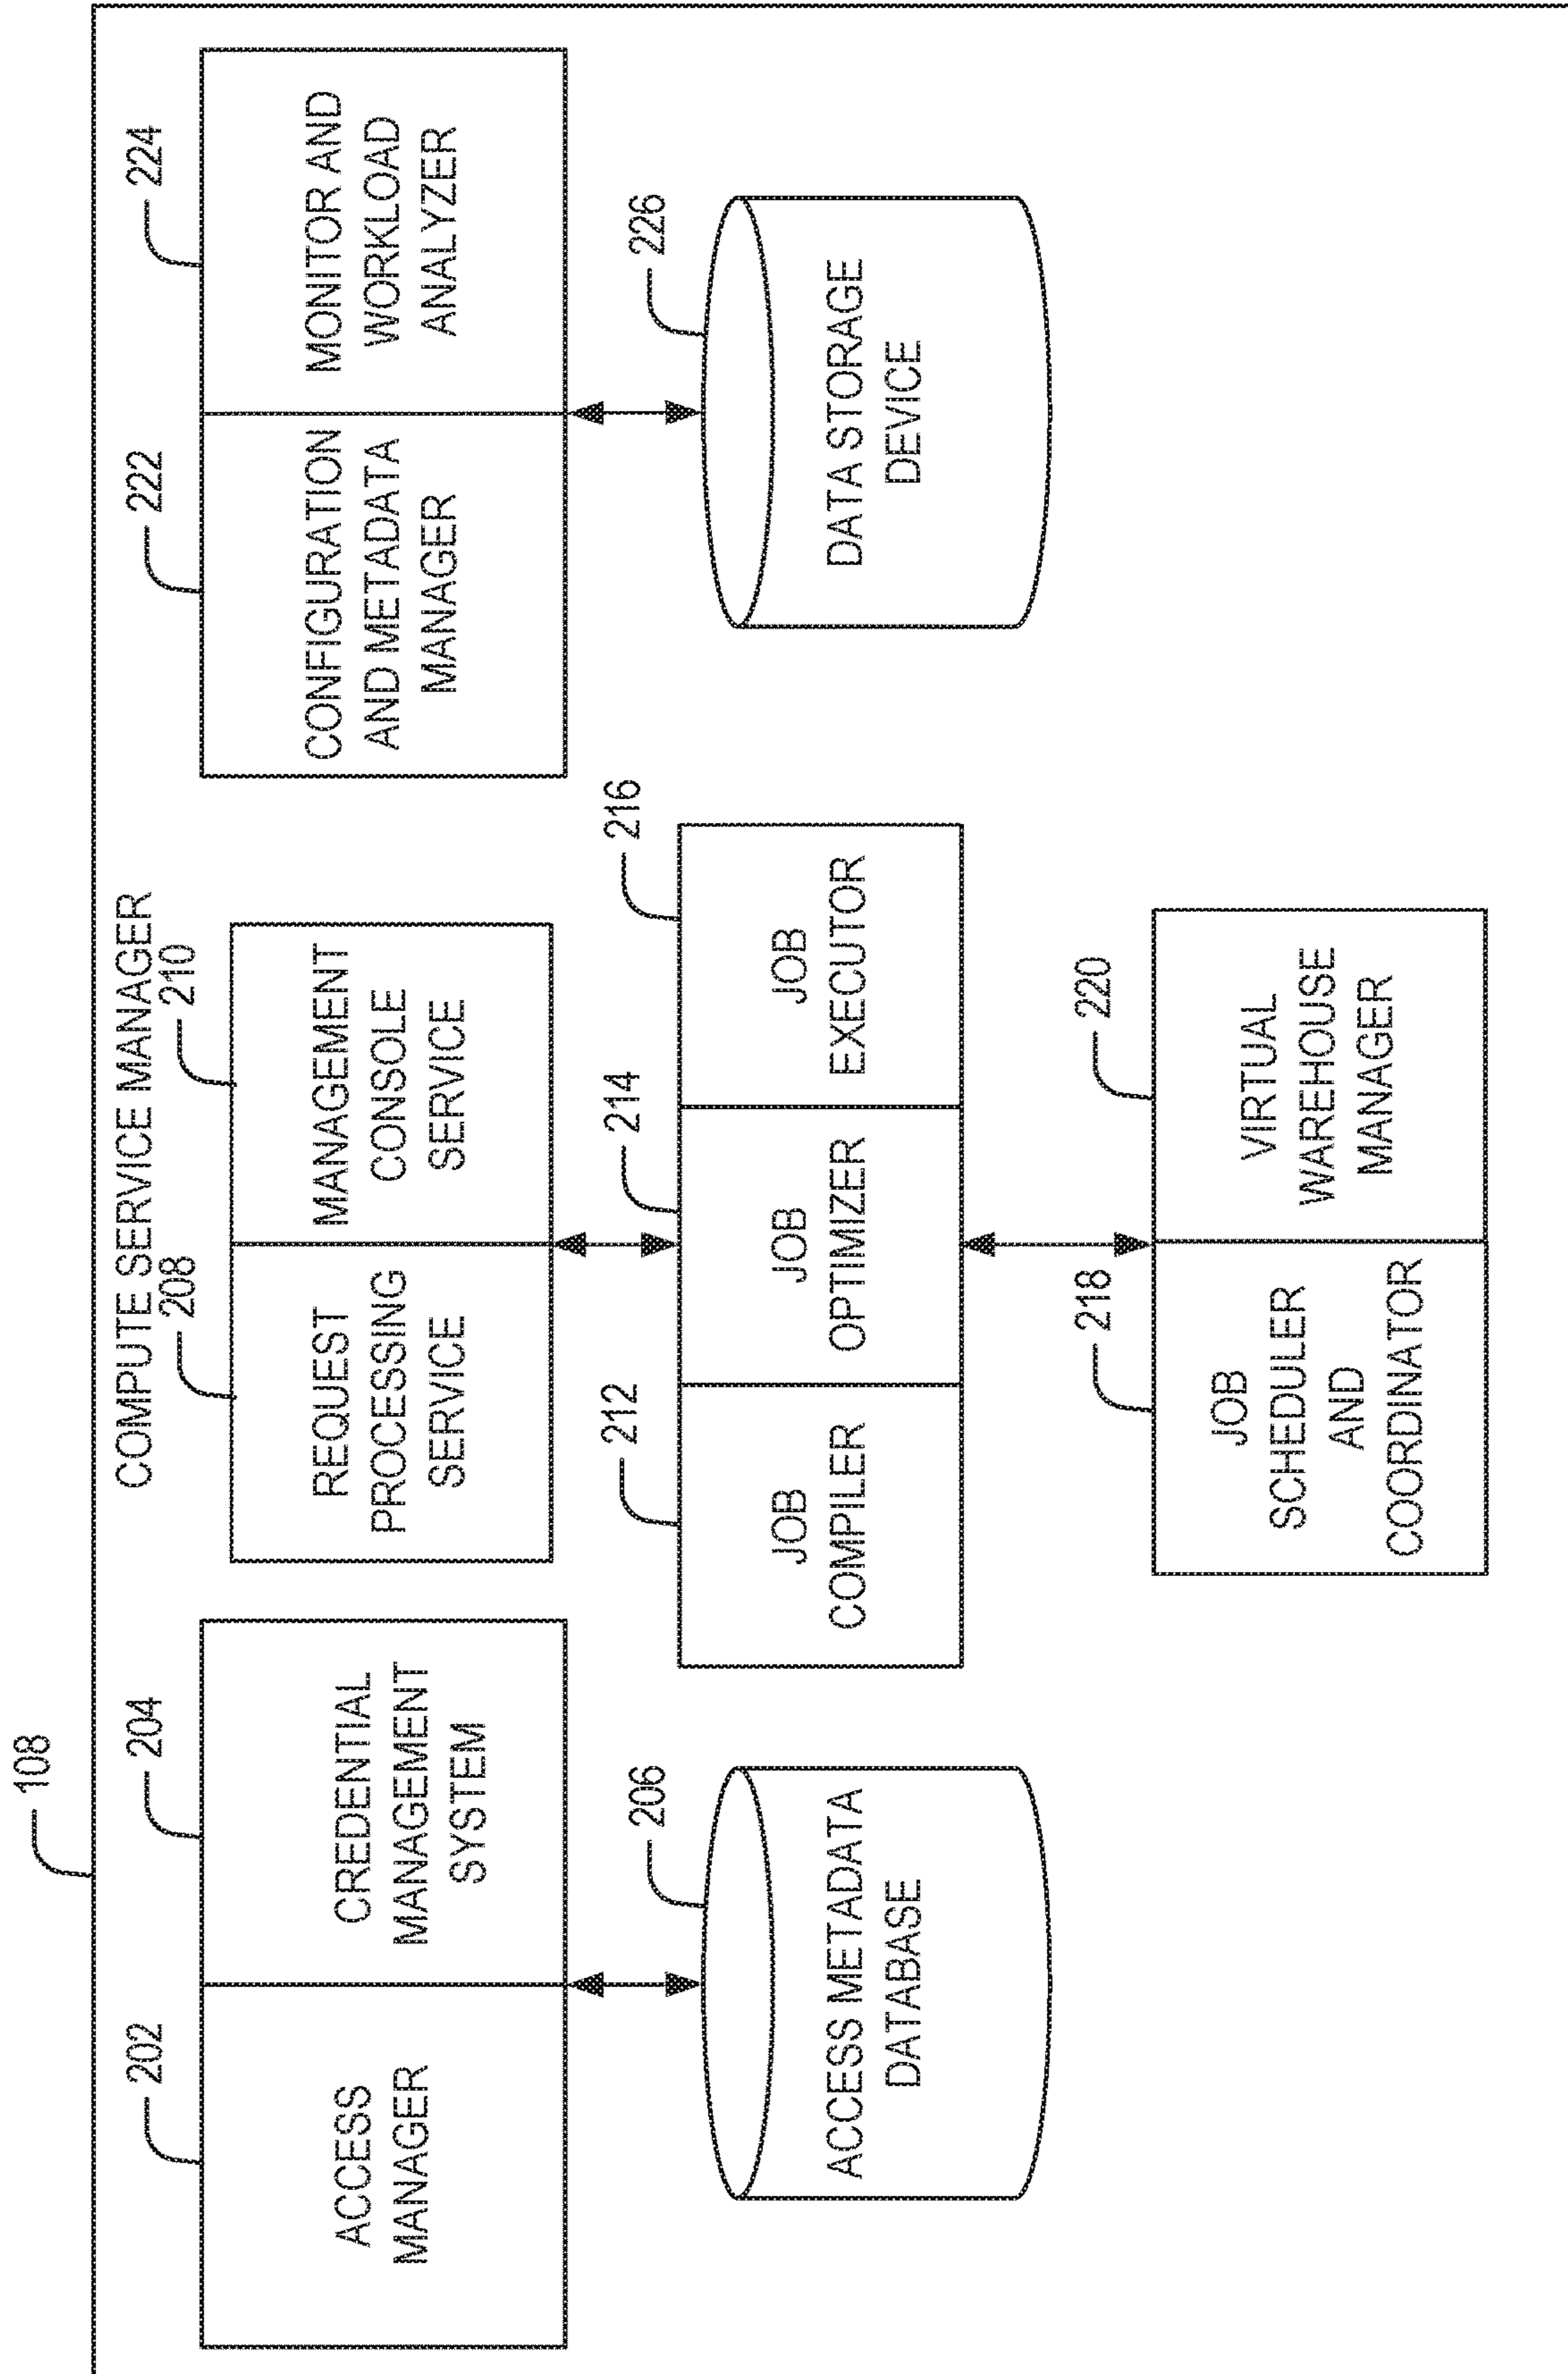 108
COMPUTE SERVICE MANAGER
202
204
ACCESS
MANAGER
CREDENTIAL
MANAGEMENT
SYSTEM
206
ACCESS METADATA
DATABASE
208
210
REQUEST
PROCESSING
SERVICE
MANAGEMENT
CONSOLE
SERVICE
212
214
216
JOB
COMPILER
JOB
OPTIMIZER
JOB
EXECUTOR
218
220
JOB
SCHEDULER
AND
COORDINATOR
VIRTUAL
WAREHOUSE
MANAGER
222
224
CONFIGURATION
AND METADATA
MANAGER
MONITOR AND
WORKLOAD
ANALYZER
226
DATA STORAGE
DEVICE